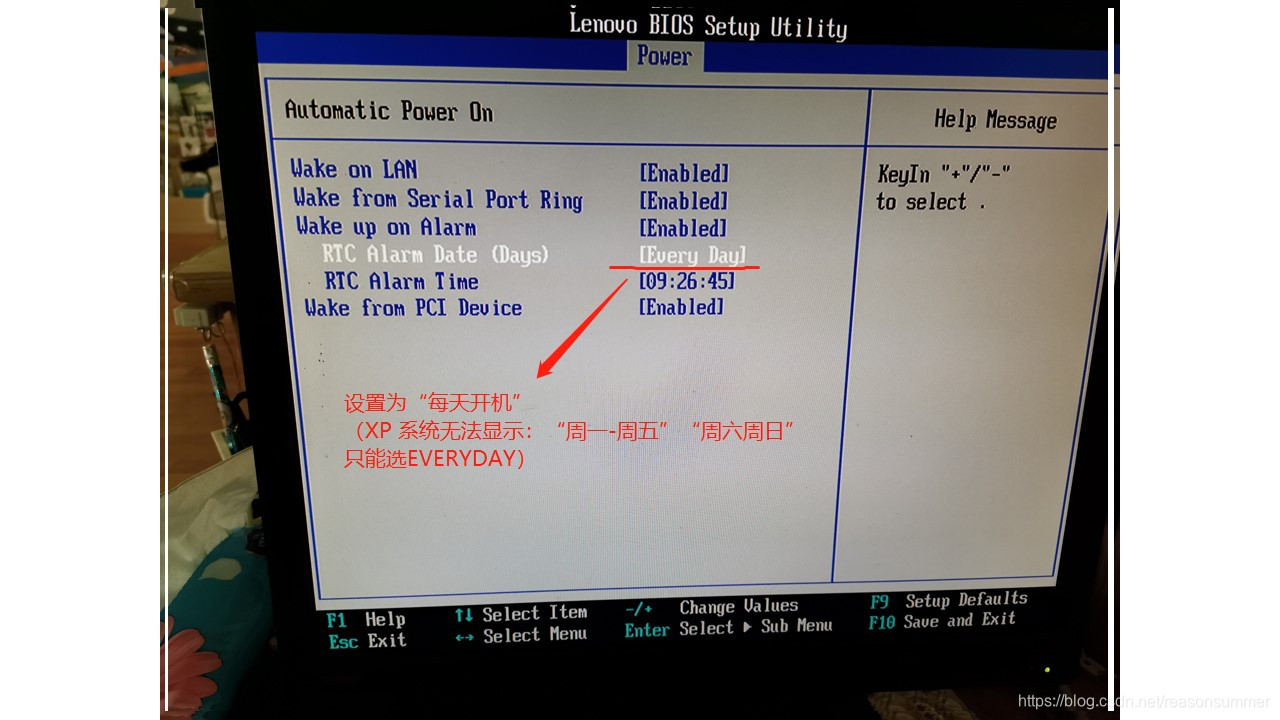 Lenovo BIOS Setup Utility
Power
Automatic Power On
Help Message
Wake on LAN [Enabled]
Wake from Serial Port Ring [Enabled]
Wake up on Alarm [Enabled]
RTC Alarm Date (Days) [Every Day]
RTC Alarm Time [09:26:45]
Wake from PCI Device [Enabled]
KeyIn "+"/"-"
to select .
设置为“每天开机”
（XP 系统无法显示： “周一-周五” “周六周日”
只能选EVERYDAY）
F1 Help ↑↓ Select Item -/+ Change Values F9 Setup Defaults
Esc Exit ↔ Select Menu Enter Select ▶ Sub Menu F10 Save and Exit
https://blog.csdn.net/reasonsummer